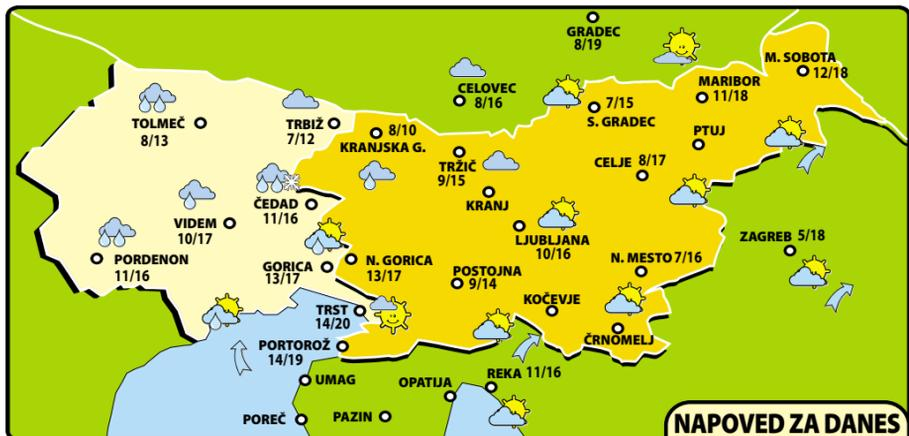 GRADEC
8/19
M. SOBOTA
12/18
CELOVEC
8/16
MARIBOR
11/18
7/15
S. GRADEC
TOLMEČ
8/13
TRBIŽ
7/12
8/10
KRANJSKA G.
PTUJ
TRŽIČ
9/15
CELJE 8/17
KRANJ
ČEDAD
11/16
VIDEM
10/17
LJUBLJANA
10/16
ZAGREB 5/18
PORDENON
11/16
GORICA
13/17
N. GORICA
13/17
POSTOJNA
9/14
N. MESTO 7/16
KOČEVJE
TRST
14/20
ČRNOMELJ
PORTOROŽ
14/19
UMAG
OPATIJA
REKA 11/16
POREČ
PAZIN
NAPOVED ZA DANES